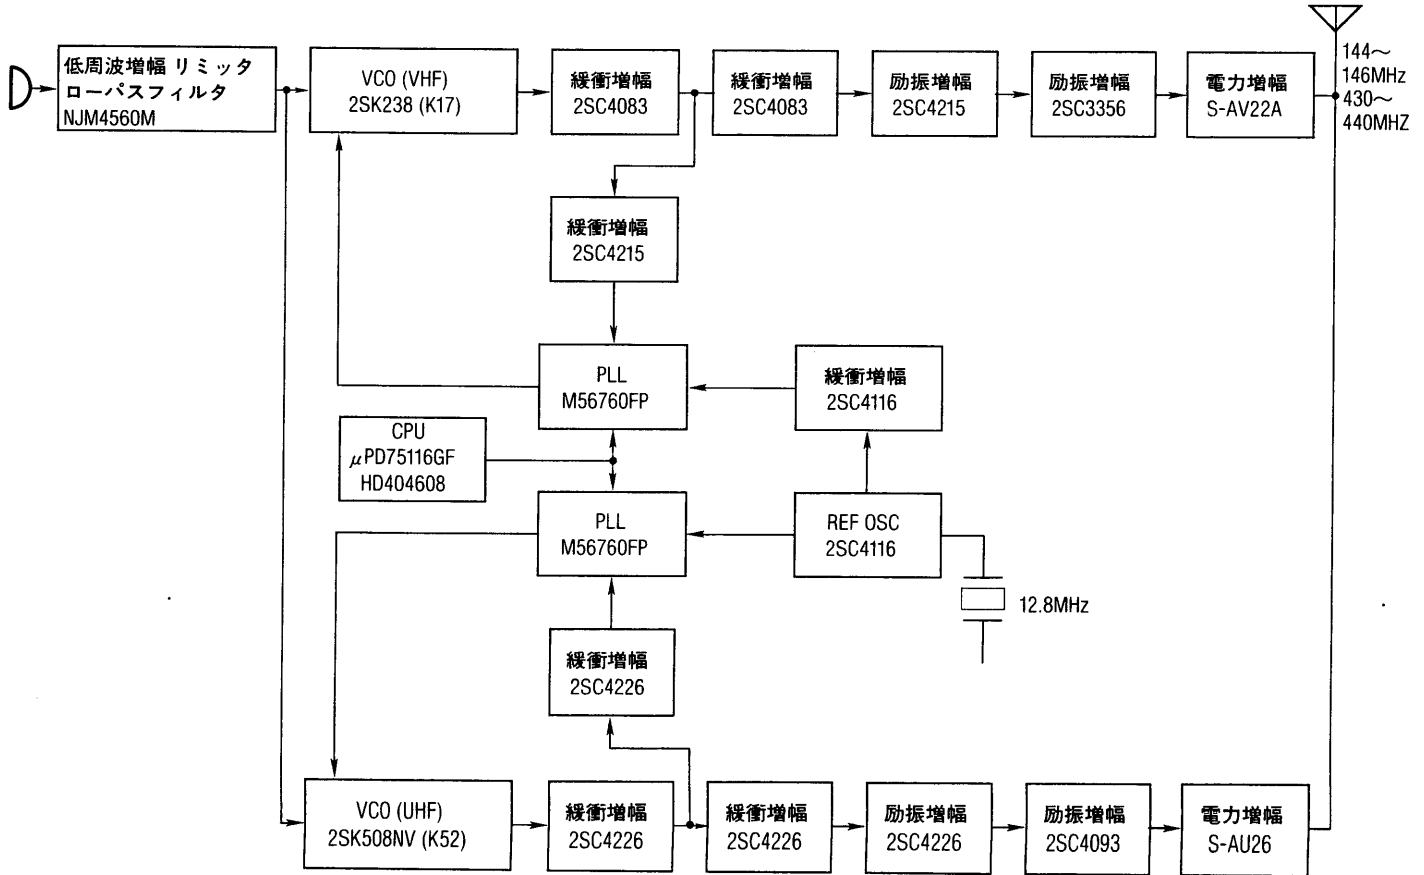 低周波増幅 リミッタ
ローパスフィルタ
NJM4560M
VCO (VHF)
2SK238 (K17)
緩衝増幅
2SC4083
緩衝増幅
2SC4083
励振増幅
2SC4215
励振増幅
2SC3356
電力増幅
S-AV22A
144～
146MHz
430～
440MHZ
緩衝増幅
2SC4215
PLL
M56760FP
緩衝増幅
2SC4116
CPU
μPD75116GF
HD404608
PLL
M56760FP
REF OSC
2SC4116
12.8MHz
緩衝増幅
2SC4226
VCO (UHF)
2SK508NV (K52)
緩衝増幅
2SC4226
緩衝増幅
2SC4226
励振増幅
2SC4226
励振増幅
2SC4093
電力増幅
S-AU26